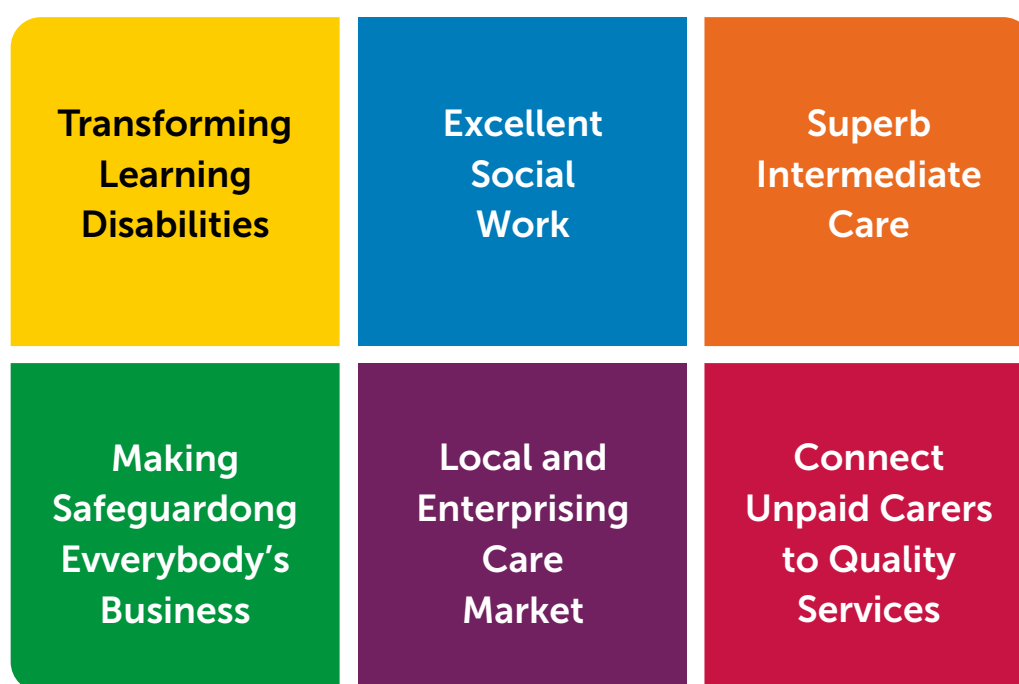 Transforming
Learning
Disabilities
Excellent
Social
Work
Superb
Intermediate
Care
Making
Safeguardong
Evverybody’s
Business
Local and
Enterprising
Care
Market
Connect
Unpaid Carers
to Quality
Services